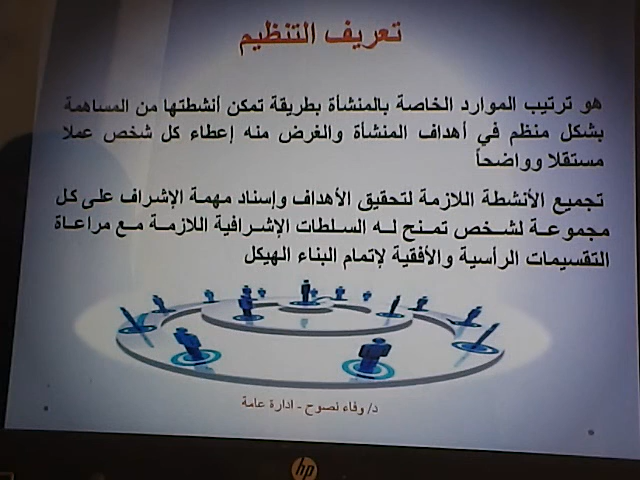 تعريف التنظيم
هو ترتيب الموارد الخاصة بالمنشأة بطريقة تمكن أنشطتها من المساهمة
بشكل منظم في أهداف المنشأة والغرض منه إعطاء كل شخص عملا
مستقلا وواضحاً
تجميع الأنشطة اللازمة لتحقيق الأهداف وإسناد مهمة الإشراف على كل
مجموعة لشخص تمنح له السلطات الإشرافية اللازمة مع مراعاة
التقسيمات الرأسية والأفقية لإتمام البناء الهيكل
د/ وفاء نصوح - ادارة عامة
hp